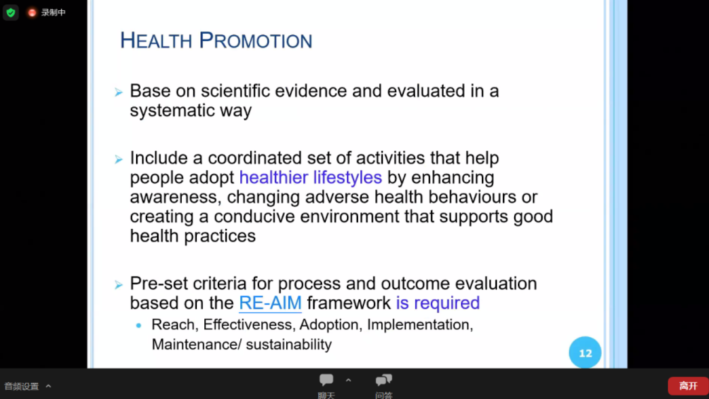 录制中
HEALTH PROMOTION
Base on scientific evidence and evaluated in a
systematic way
Include a coordinated set of activities that help
people adopt healthier lifestyles by enhancing
awareness, changing adverse health behaviours or
creating a conducive environment that supports good
health practices
Pre-set criteria for process and outcome evaluation
based on the RE-AIM framework is required
Reach, Effectiveness, Adoption, Implementation,
Maintenance/ sustainability
12
音频设置
聊天
问答
离开